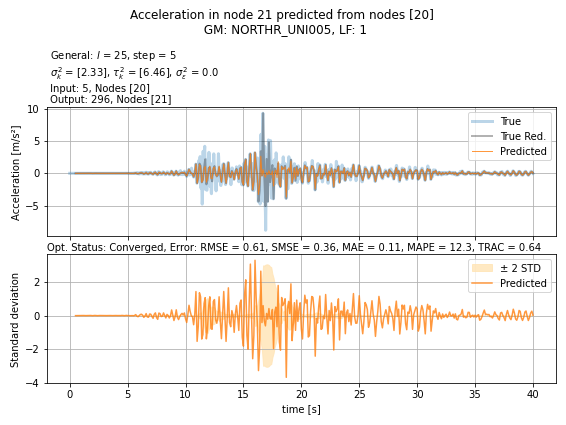 Acceleration in node 21 predicted from nodes [20]
GM: NORTHR_UNI005, LF: 1
General: l = 25, step = 5
σ²ₖ = [2.33], τ²ₖ = [6.46], σ²ε = 0.0
Input: 5, Nodes [20]
Output: 296, Nodes [21]
Acceleration [m/s²]
10
5
0
−5
True
True Red.
Predicted
Opt. Status: Converged, Error: RMSE = 0.61, SMSE = 0.36, MAE = 0.11, MAPE = 12.3, TRAC = 0.64
Standard deviation
2
0
−2
−4
± 2 STD
Predicted
0 5 10 15 20 25 30 35 40
time [s]